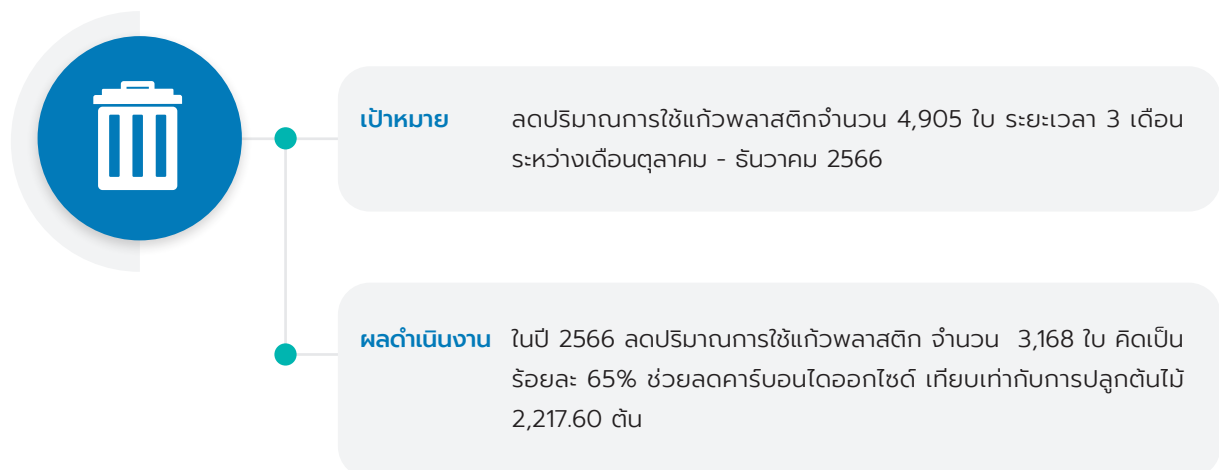 เป้าหมาย ลดปริมาณการใช้แก้วพลาสติกจำนวน 4,905 ใบ ระยะเวลา 3 เดือน
ระหว่างเดือนตุลาคม - ธันวาคม 2566
ผลดำเนินงาน ในปี 2566 ลดปริมาณการใช้แก้วพลาสติก จำนวน 3,168 ใบ คิดเป็น
ร้อยละ 65% ช่วยลดคาร์บอนไดออกไซด์ เทียบเท่ากับการปลูกต้นไม้
2,217.60 ต้น